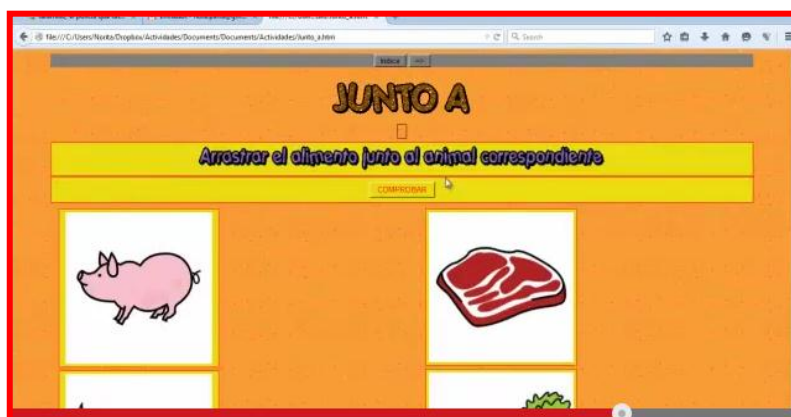 file:///C:/Users/Norita/Dropbox/Actividades/Documents/Documents/Actividades/Junto_a.htm
Search
Índice =>
JUNTO A
Arrastrar el alimento junto al animal correspondiente
COMPROBAR